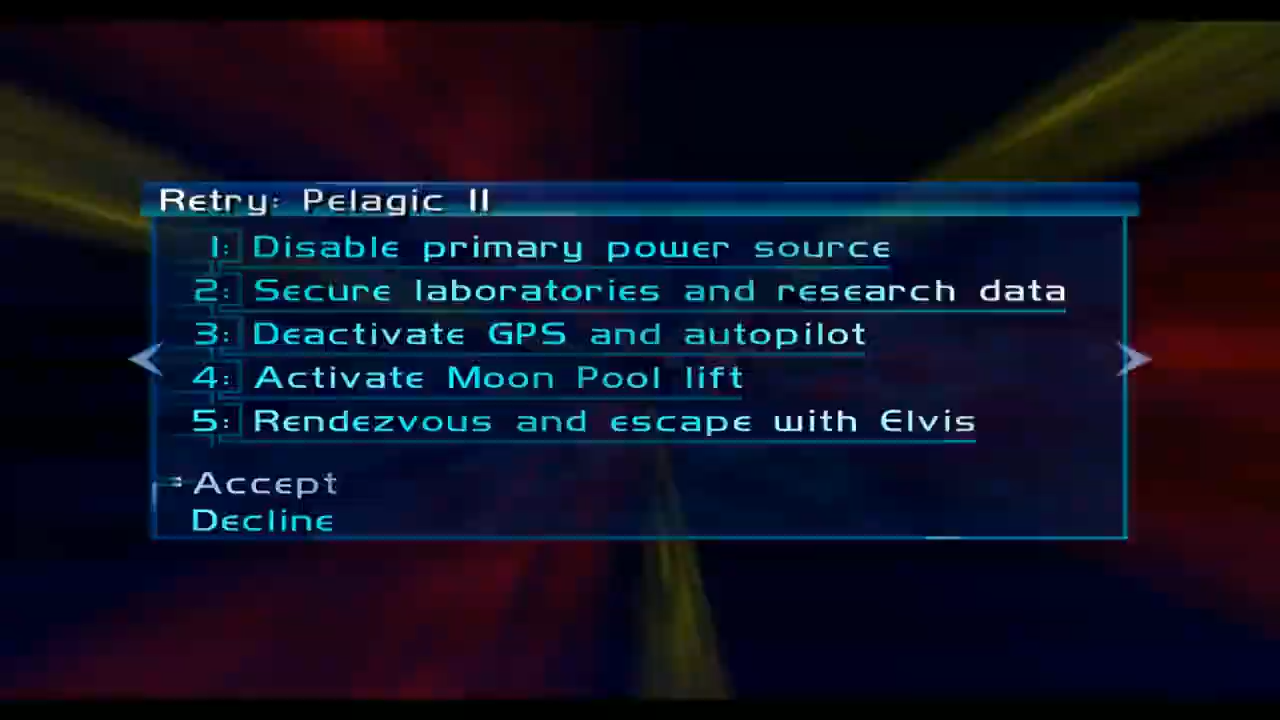 Retry: Pelagic II
1: Disable primary power source
2: Secure laboratories and research data
3: Deactivate GPS and autopilot
4: Activate Moon Pool lift
5: Rendezvous and escape with Elvis
Accept
Decline